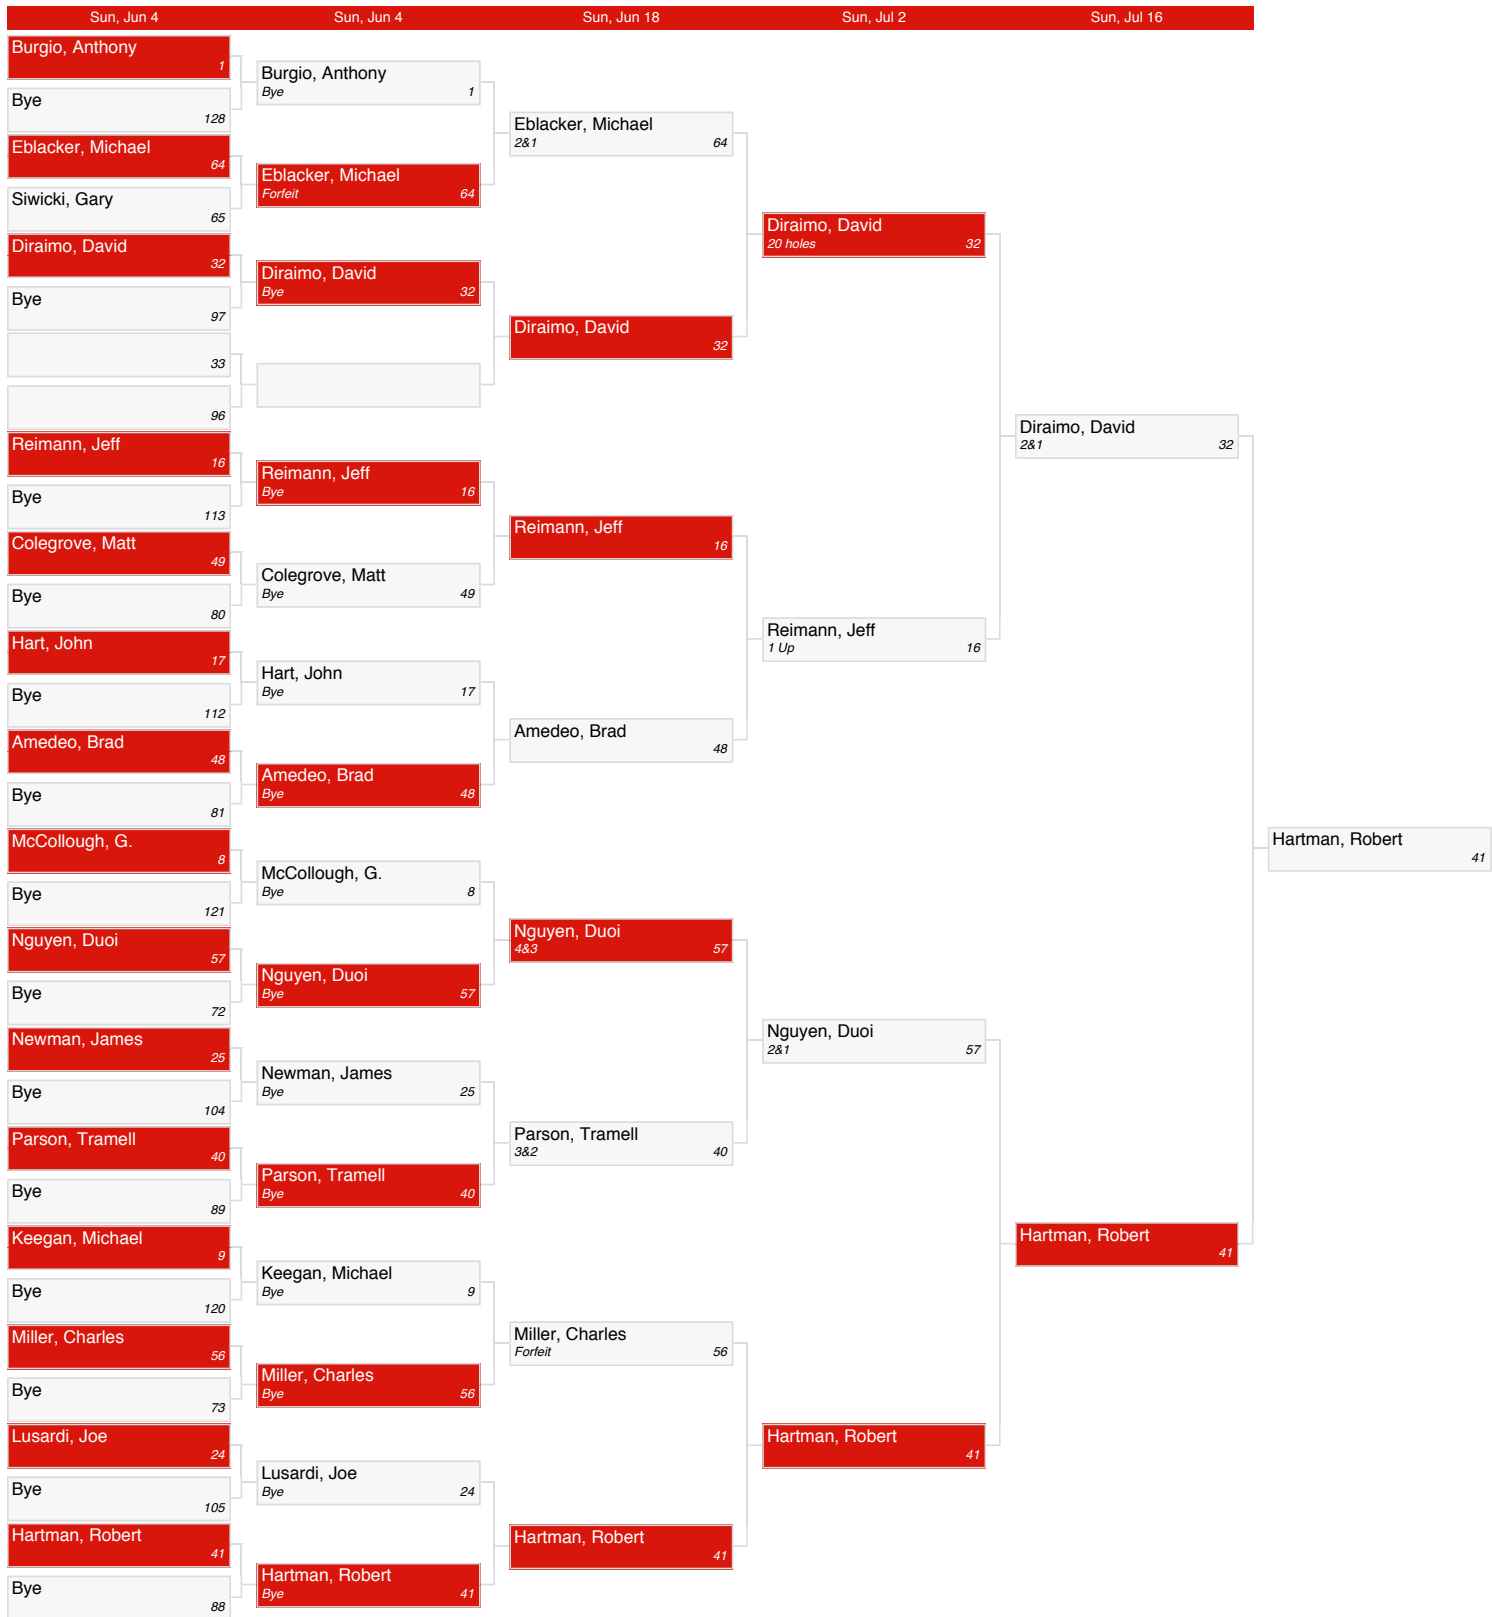 Sun, Jun 4
Sun, Jun 4
Sun, Jun 18
Sun, Jul 2
Sun, Jul 16
Burgio, Anthony
1
Bye
128
Eblacker, Michael
64
Siwicki, Gary
65
Diraimo, David
32
Bye
97
33
96
Reimann, Jeff
16
Bye
113
Colegrove, Matt
49
Bye
80
Hart, John
17
Bye
112
Amedeo, Brad
48
Bye
81
McCollough, G.
8
Bye
121
Nguyen, Duoi
57
Bye
72
Newman, James
25
Bye
104
Parson, Tramell
40
Bye
89
Keegan, Michael
9
Bye
120
Miller, Charles
56
Bye
73
Lusardi, Joe
24
Bye
105
Hartman, Robert
41
Bye
88
Burgio, Anthony
Bye 1
Eblacker, Michael
Forfeit 64
Diraimo, David
Bye 32
Reimann, Jeff
Bye 16
Colegrove, Matt
Bye 49
Hart, John
Bye 17
Amedeo, Brad
Bye 48
McCollough, G.
Bye 8
Nguyen, Duoi
Bye 57
Newman, James
Bye 25
Parson, Tramell
Bye 40
Keegan, Michael
Bye 9
Miller, Charles
Bye 56
Lusardi, Joe
Bye 24
Hartman, Robert
Bye 41
Eblacker, Michael
2&1 64
Diraimo, David
32
Reimann, Jeff
16
Amedeo, Brad
48
Nguyen, Duoi
4&3 57
Parson, Tramell
3&2 40
Miller, Charles
Forfeit 56
Hartman, Robert
41
Diraimo, David
20 holes 32
Reimann, Jeff
1 Up 16
Nguyen, Duoi
2&1 57
Hartman, Robert
41
Diraimo, David
2&1 32
Hartman, Robert
41
Hartman, Robert
41